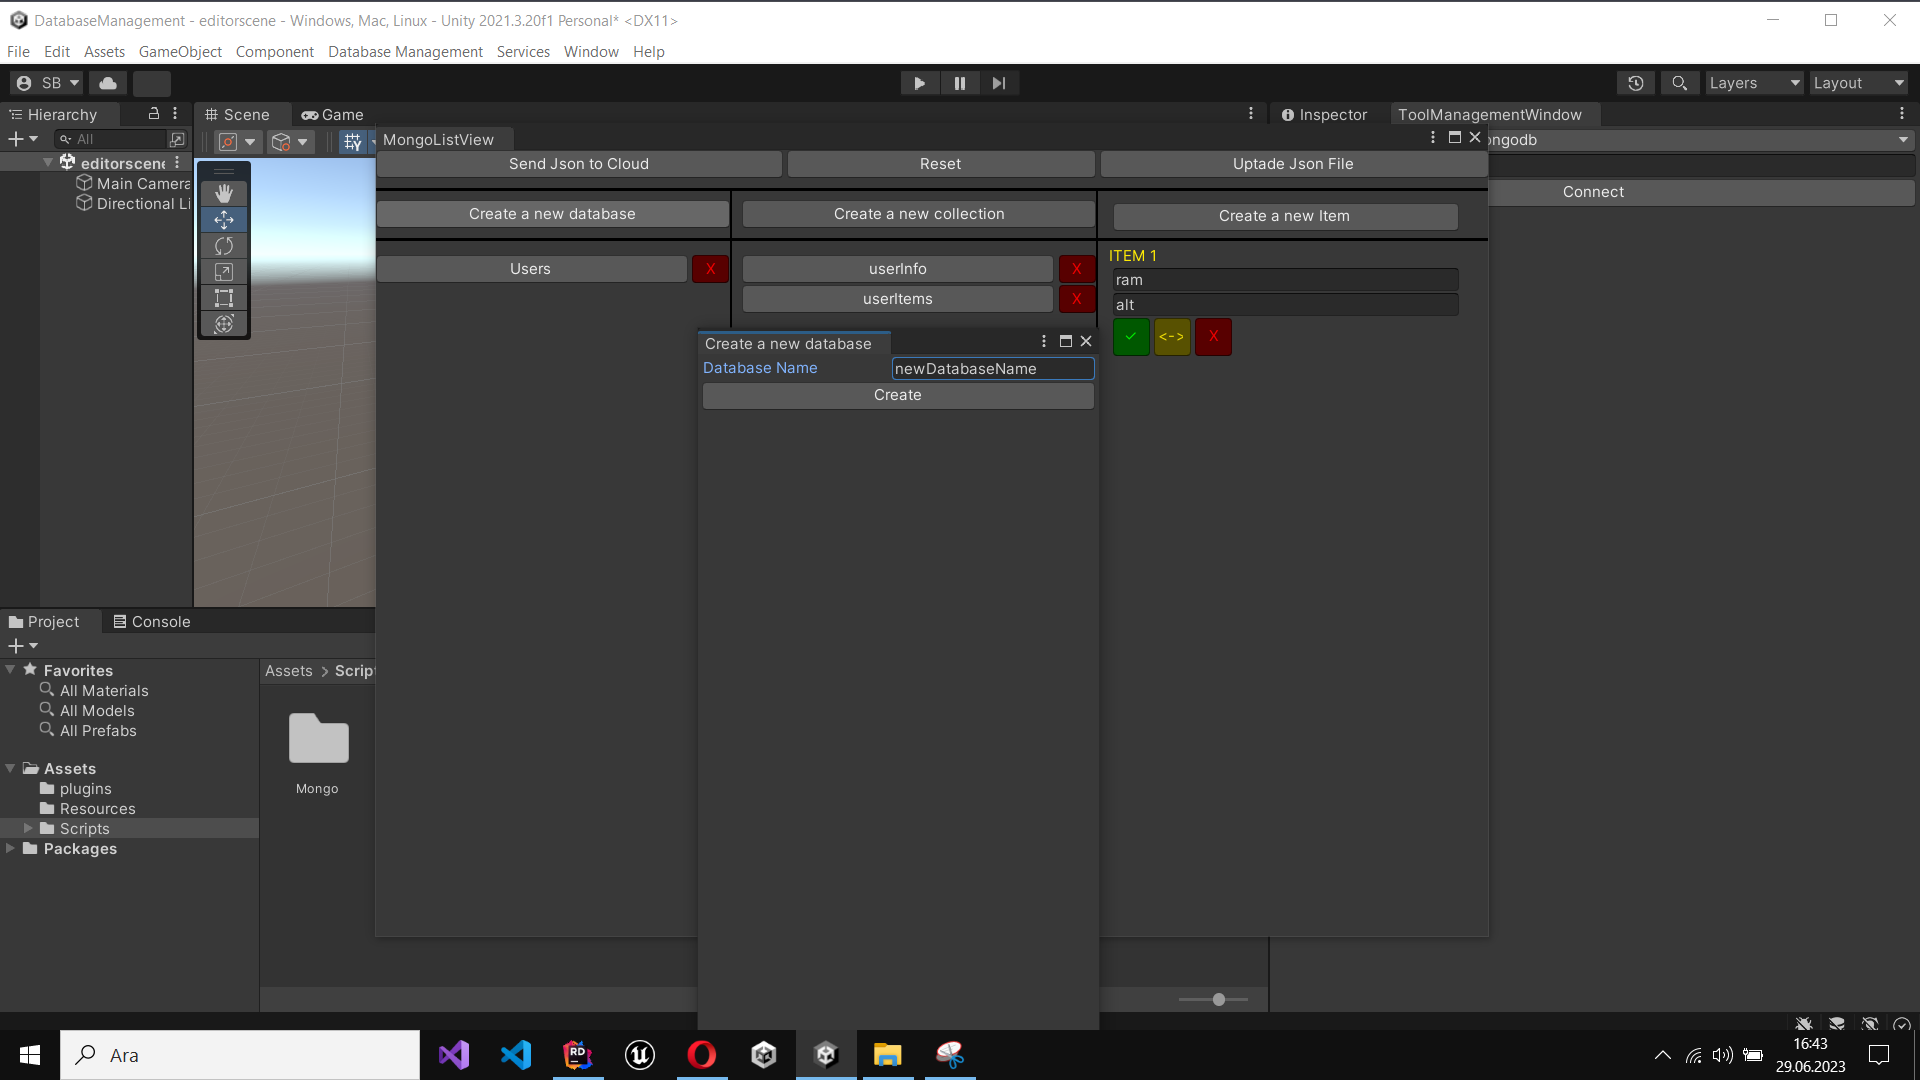 DatabaseManagement - editorscene - Windows, Mac, Linux - Unity 2021.3.20f1 Personal* <DX11>
File Edit Assets GameObject Component Database Management Services Window Help
SB Layers Layout
Hierarchy Scene Game Inspector ToolManagementWindow
All
MongoListView
ongodb
editorscene
Main Camera
Directional Li
Send Json to Cloud Reset Uptade Json File
Connect
Create a new database Create a new collection Create a new Item
ITEM 1
Users X userInfo X
ram
userItems X
alt
<-> X
Create a new database
Database Name newDatabaseName
Create
Project Console
Favorites
All Materials
All Models
All Prefabs
Assets
plugins
Resources
Scripts
Packages
Assets > Script
Mongo
Ara
RD
16:43
29.06.2023